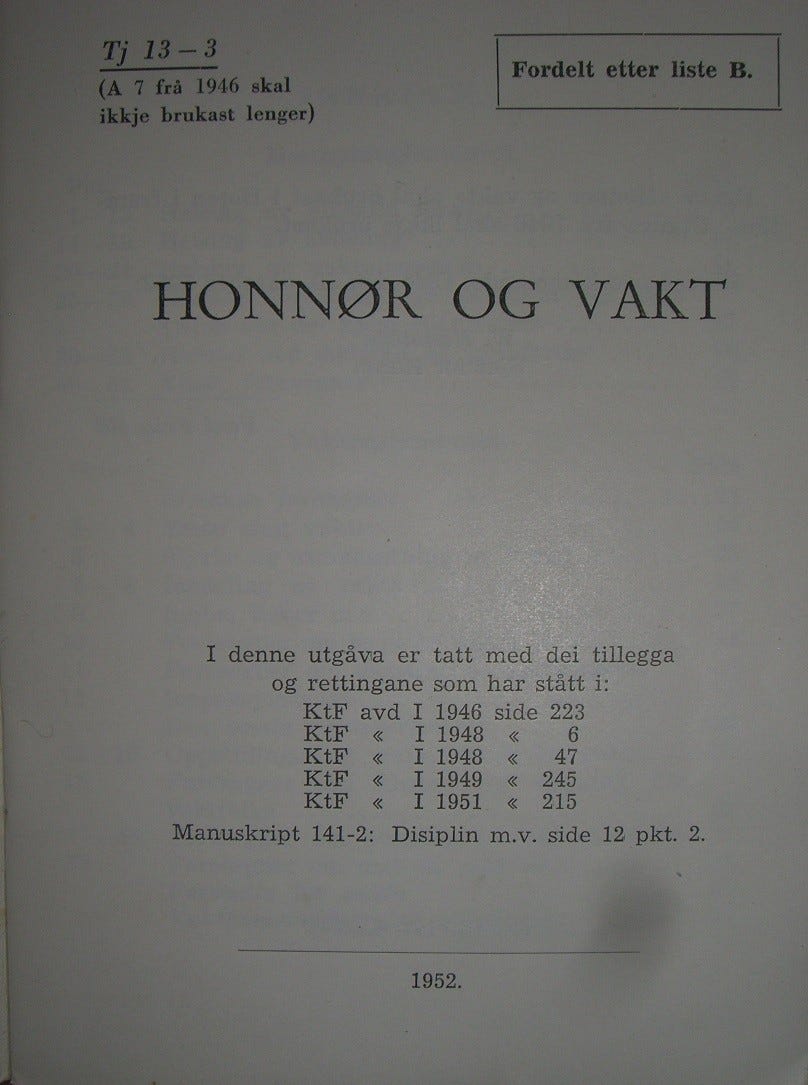 Tj 13 – 3
(A 7 frå 1946 skal
ikkje brukast lenger)
Fordelt etter liste B.
HONNØR OG VAKT
I denne utgåva er tatt med dei tillegga
og rettingane som har stått i:
KtF avd I 1946 side 223
KtF « I 1948 « 6
KtF « I 1948 « 47
KtF « I 1949 « 245
KtF « I 1951 « 215
Manuskript 141-2: Disiplin m.v. side 12 pkt. 2.
1952.